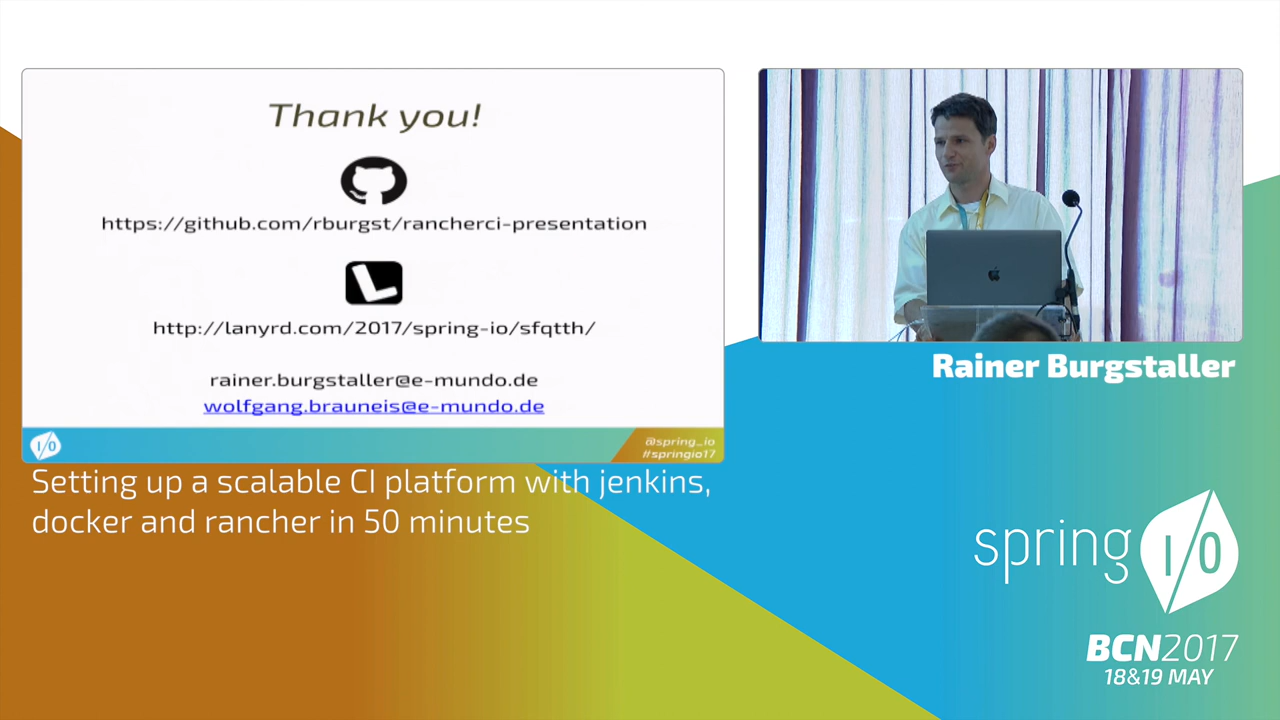 Thank you!
https://github.com/rburgst/rancherci-presentation
http://lanyrd.com/2017/spring-io/sfqtth/
rainer.burgstaller@e-mundo.de
wolfgang.brauneis@e-mundo.de
I/O
@spring_io
#springio17
Setting up a scalable CI platform with jenkins,
docker and rancher in 50 minutes
Rainer Burgstaller
spring I/O
BCN2017
18&19 MAY